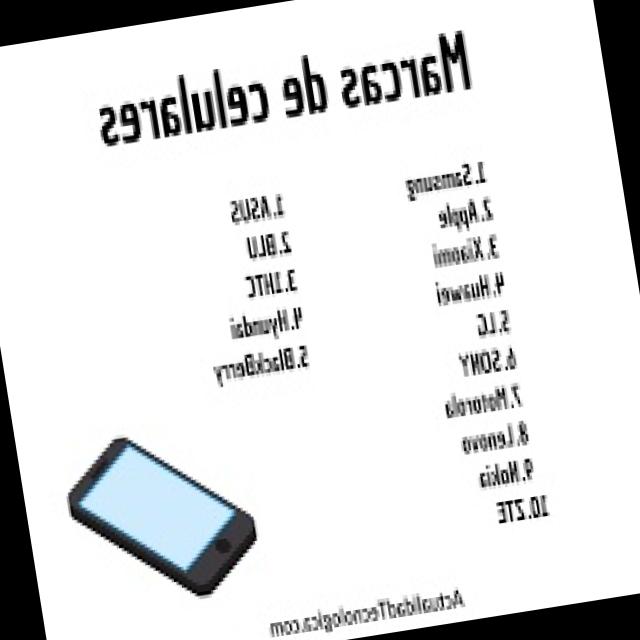 Marcas de celulares
1.Samsung
2.Apple
3.Xiaomi
4.Huawei
5.LG
6.SONY
7.Motorola
8.Lenovo
9.Nokia
10.ZTE
1.ASUS
2.BLU
3.1HTC
4.Hyundai
5.BlackBerry
ActualidadTecnologica.com